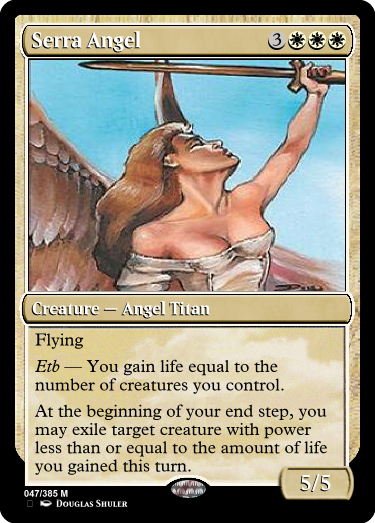 Serra Angel 3
Creature — Angel Titan
Flying
Etb — You gain life equal to the
number of creatures you control.
At the beginning of your end step, you
may exile target creature with power
less than or equal to the amount of life
you gained this turn.
5/5
047/385 M
Douglas Shuler